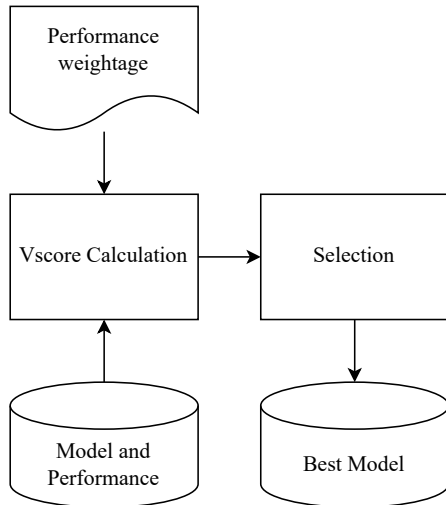 Performance
weightage
Vscore Calculation
Selection
Model and
Performance
Best Model